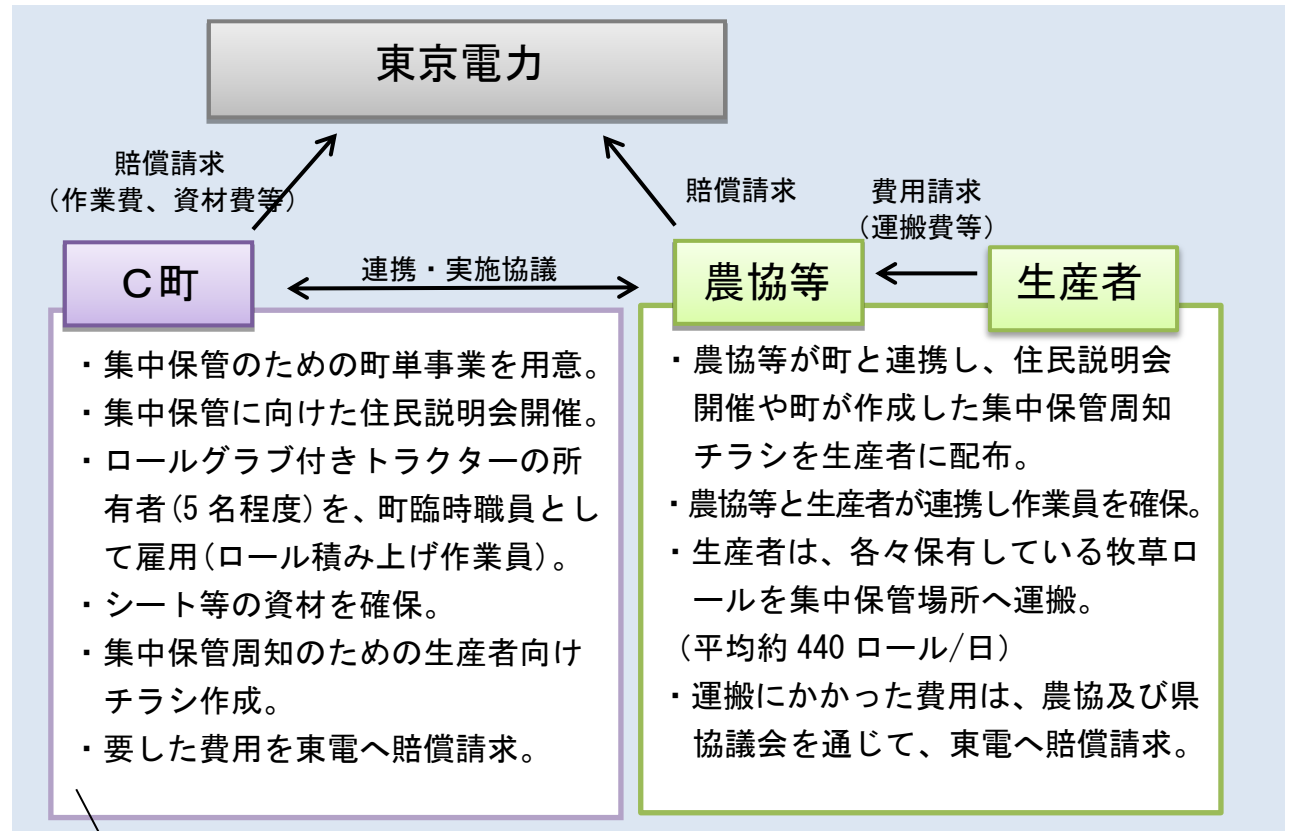 東京電力
賠償請求
（作業費、資材費等）
賠償請求
費用請求
（運搬費等）
Ｃ町
連携・実施協議
農協等
生産者
・集中保管のための町単事業を用意。
・集中保管に向けた住民説明会開催。
・ロールグラブ付きトラクターの所
有者(5 名程度)を、町臨時職員とし
て雇用(ロール積み上げ作業員)。
・シート等の資材を確保。
・集中保管周知のための生産者向け
チラシ作成。
・要した費用を東電へ賠償請求。
・農協等が町と連携し、住民説明会
開催や町が作成した集中保管周知
チラシを生産者に配布。
・農協等と生産者が連携し作業員を確保。
・生産者は、各々保有している牧草ロ
ールを集中保管場所へ運搬。
（平均約 440 ロール/日）
・運搬にかかった費用は、農協及び県
協議会を通じて、東電へ賠償請求。